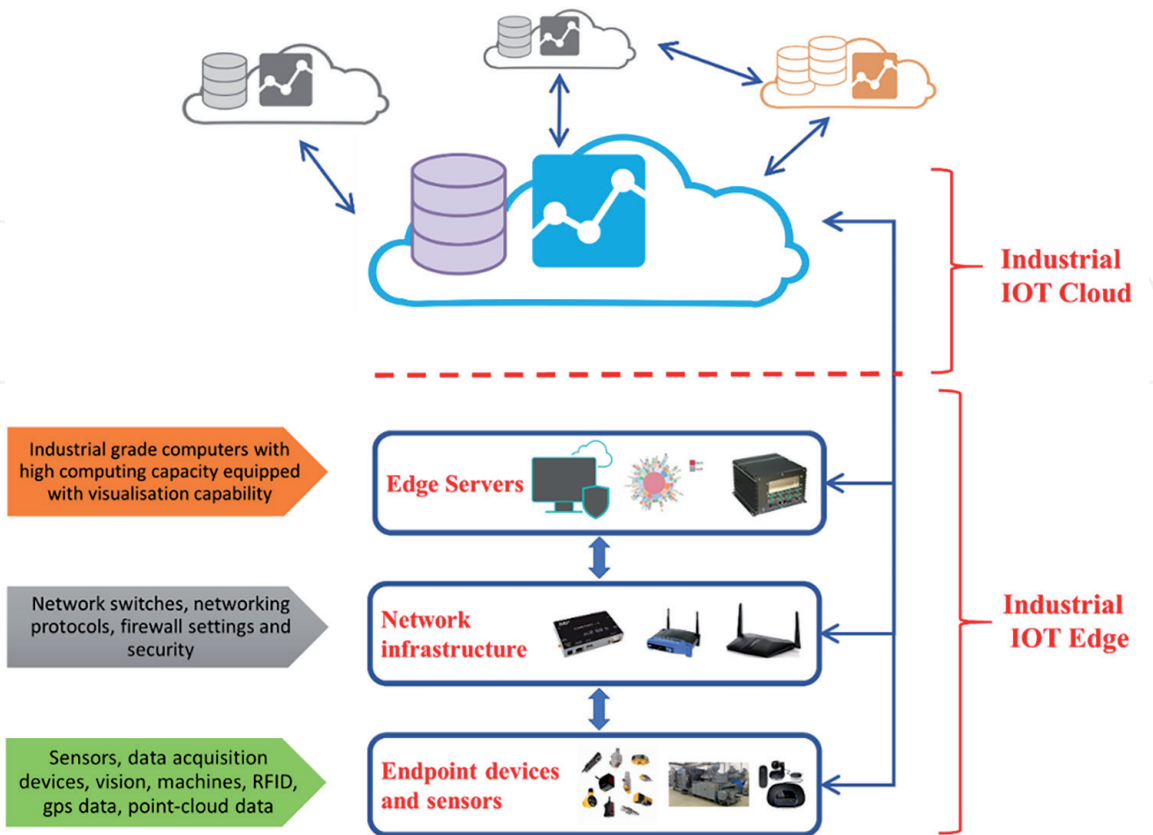 Industrial
IOT Cloud
Industrial grade computers with
high computing capacity equipped
with visualisation capability
Edge Servers
Network switches, networking
protocols, firewall settings and
security
Network
infrastructure
Industrial
IOT Edge
Sensors, data acquisition
devices, vision, machines, RFID,
gps data, point-cloud data
Endpoint devices
and sensors